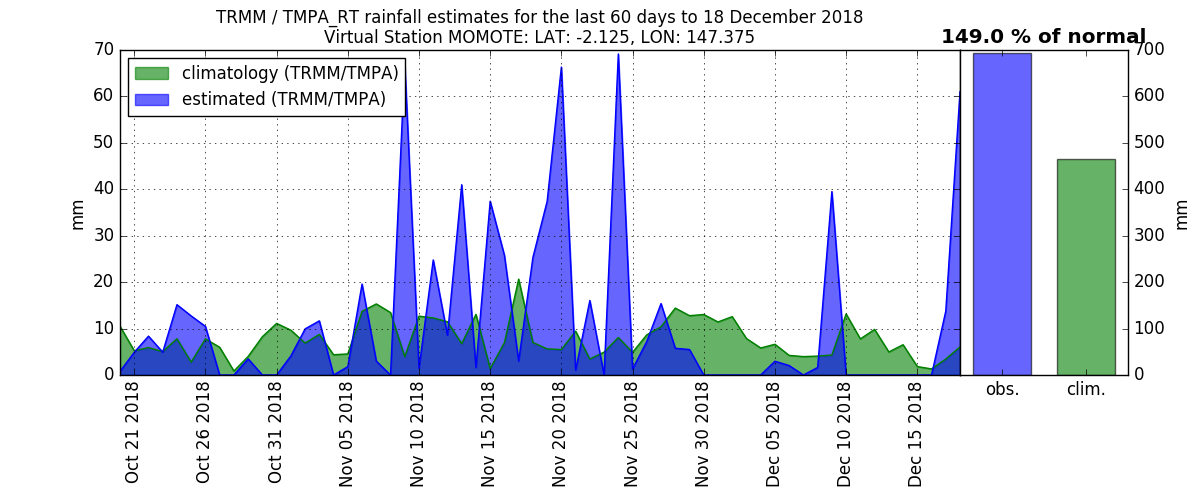 TRMM / TMPA_RT rainfall estimates for the last 60 days to 18 December 2018
Virtual Station MOMOTE: LAT: -2.125, LON: 147.375
149.0 % of normal
climatology (TRMM/TMPA)
estimated (TRMM/TMPA)
70
60
50
40
30
20
10
0
mm
700
600
500
400
300
200
100
0
mm
Oct 21 2018
Oct 26 2018
Oct 31 2018
Nov 05 2018
Nov 10 2018
Nov 15 2018
Nov 20 2018
Nov 25 2018
Nov 30 2018
Dec 05 2018
Dec 10 2018
Dec 15 2018
obs.
clim.